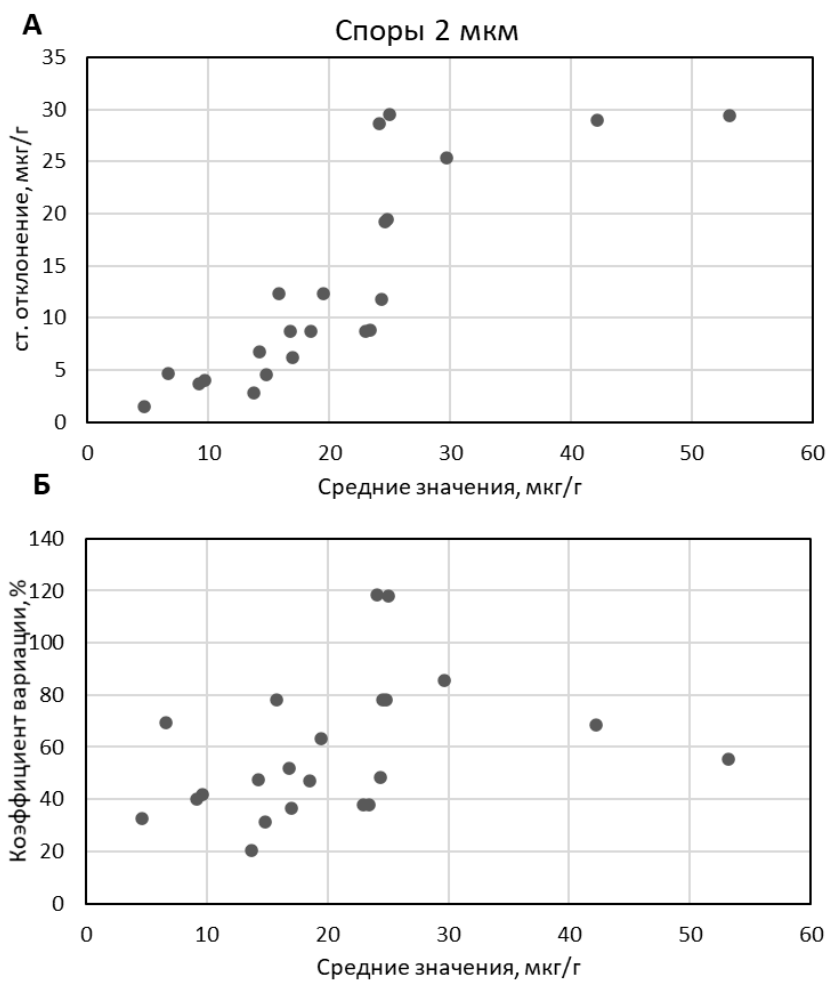 А
Споры 2 мкм
35
30
25
20
15
10
5
0
ст. отклонение, мкг/г
0 10 20 30 40 50 60
Средние значения, мкг/г
Б
140
120
100
80
60
40
20
0
Коэффициент вариации, %
0 10 20 30 40 50 60
Средние значения, мкг/г